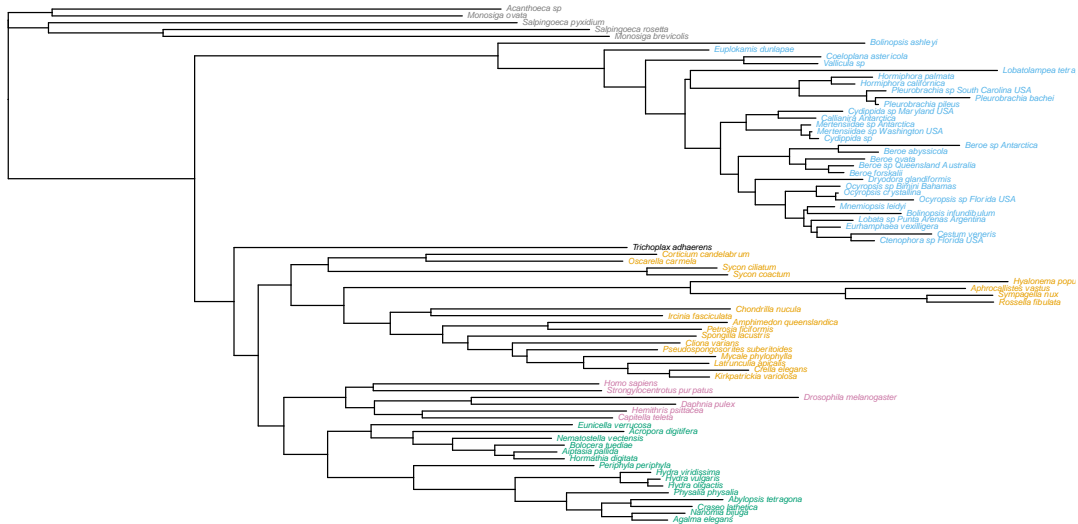 Acanthoeca sp
Monosiga ovata
Salpingoeca pyxidium
Salpingoeca rosetta
Monosiga brevicolis
Bolinopsis ashleyi
Euplokamis dunlapae
Coeloplana astericola
Vallicula sp
Lobatolampea tetra
Hormiphora palmata
Hormiphora californica
Pleurobrachia sp South Carolina USA
Pleurobrachia bachei
Pleurobrachia pileus
Cydippida sp Maryland USA
Callianira Antarctica
Mertensiidae sp Antarctica
Mertensiidae sp Washington USA
Cydippida sp
Beroe sp Antarctica
Beroe abyssicola
Beroe ovata
Beroe sp Queensland Australia
Beroe forskalii
Dryodora glandiformis
Ocyropsis sp Bimini Bahamas
Ocyropsis crystallina
Ocyropsis sp Florida USA
Mnemiopsis leidyi
Bolinopsis infundibulum
Lobata sp Punta Arenas Argentina
Eurhamphaea vexilligera
Cestum veneris
Ctenophora sp Florida USA
Trichoplax adhaerens
Corticium candelabrum
Oscarella carmela
Sycon ciliatum
Sycon coactum
Hyalonema popu
Aphrocallistes vastus
Sympagella nux
Rossella fibulata
Chondrilla nucula
Ircinia fasciculata
Amphimedon queenslandica
Petrosia ficiformis
Spongilla lacustris
Cliona varians
Pseudospongosorites suberitoides
Mycale phylophylla
Latrunculia apicalis
Crella elegans
Kirkpatrickia variolosa
Homo sapiens
Strongylocentrotus purpatus
Drosophila melanogaster
Daphnia pulex
Hemithris psittacea
Capitella teleta
Eunicella verrucosa
Acropora digitifera
Nematostella vectensis
Bolocera tuediae
Aiptasia pallida
Hormathia digitata
Periphyla periphyla
Hydra viridissima
Hydra vulgaris
Hydra oligactis
Physalia physalia
Abylopsis tetragona
Craseo lathetica
Nanomia bijuga
Agalma elegans